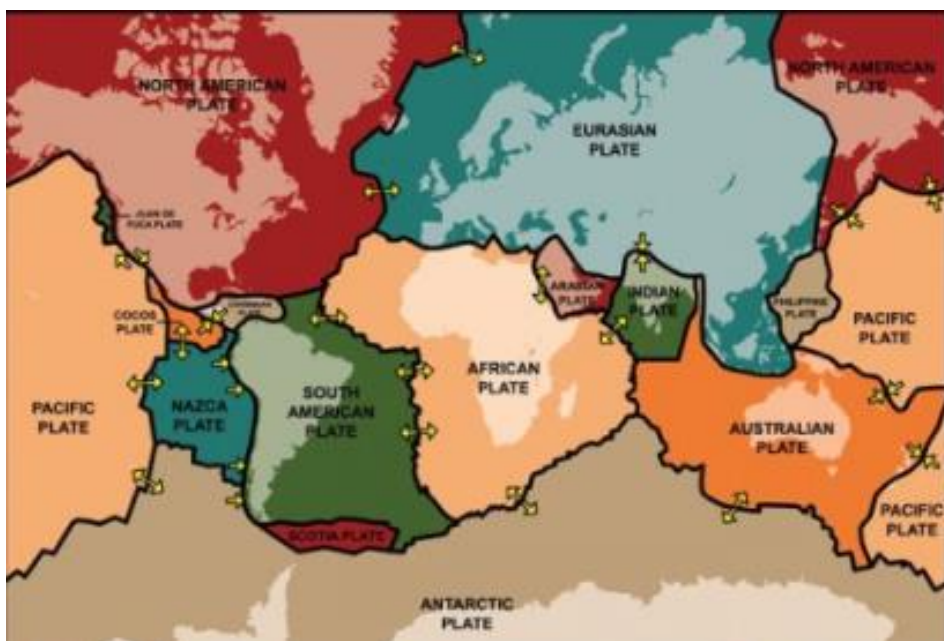 NORTH AMERICAN
PLATE
NORTH AMERICAN
PLATE
EURASIAN
PLATE
JUAN DE
FUCA PLATE
CARIBBEAN
PLATE
COCOS
PLATE
ARABIAN
PLATE
INDIAN
PLATE
PHILIPPINE
PLATE
PACIFIC
PLATE
AFRICAN
PLATE
SOUTH
AMERICAN
PLATE
NAZCA
PLATE
PACIFIC
PLATE
AUSTRALIAN
PLATE
PACIFIC
PLATE
SCOTIA PLATE
ANTARCTIC
PLATE